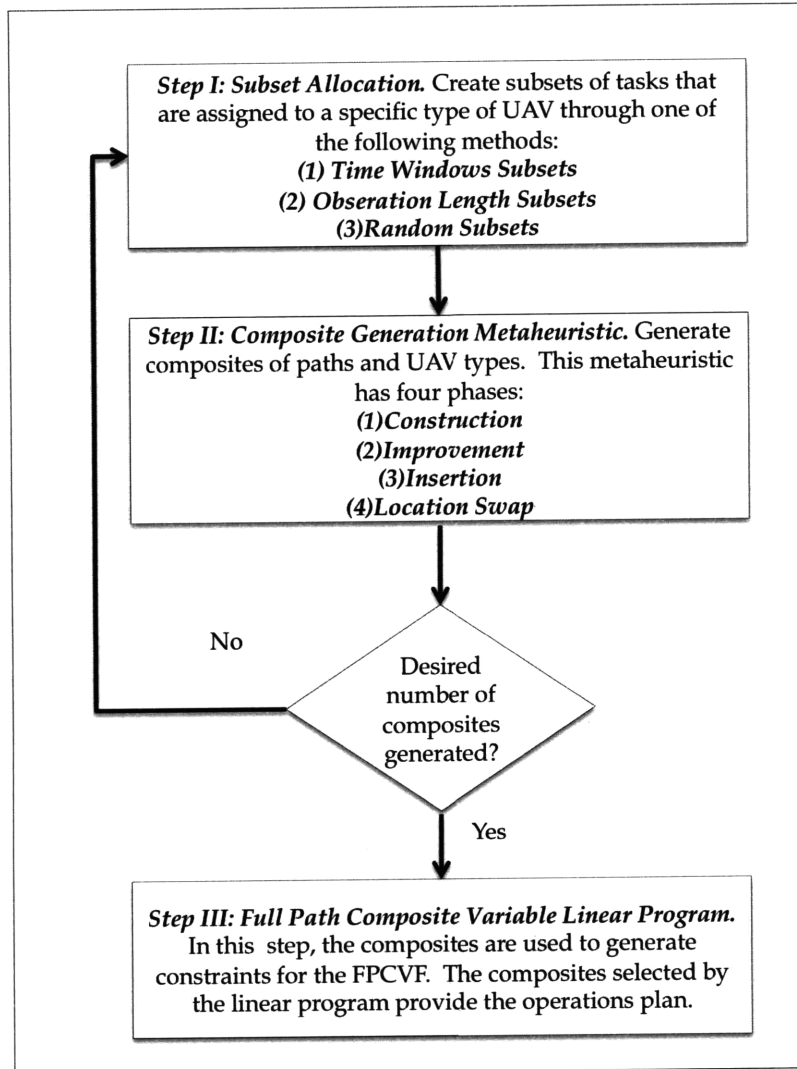 Step I: Subset Allocation. Create subsets of tasks that
are assigned to a specific type of UAV through one of
the following methods:
(1) Time Windows Subsets
(2) Obseration Length Subsets
(3)Random Subsets
Step II: Composite Generation Metaheuristic. Generate
composites of paths and UAV types. This metaheuristic
has four phases:
(1)Construction
(2)Improvement
(3)Insertion
(4)Location Swap
No
Desired
number of
composites
generated?
Yes
Step III: Full Path Composite Variable Linear Program.
In this step, the composites are used to generate
constraints for the FPCVF. The composites selected by
the linear program provide the operations plan.